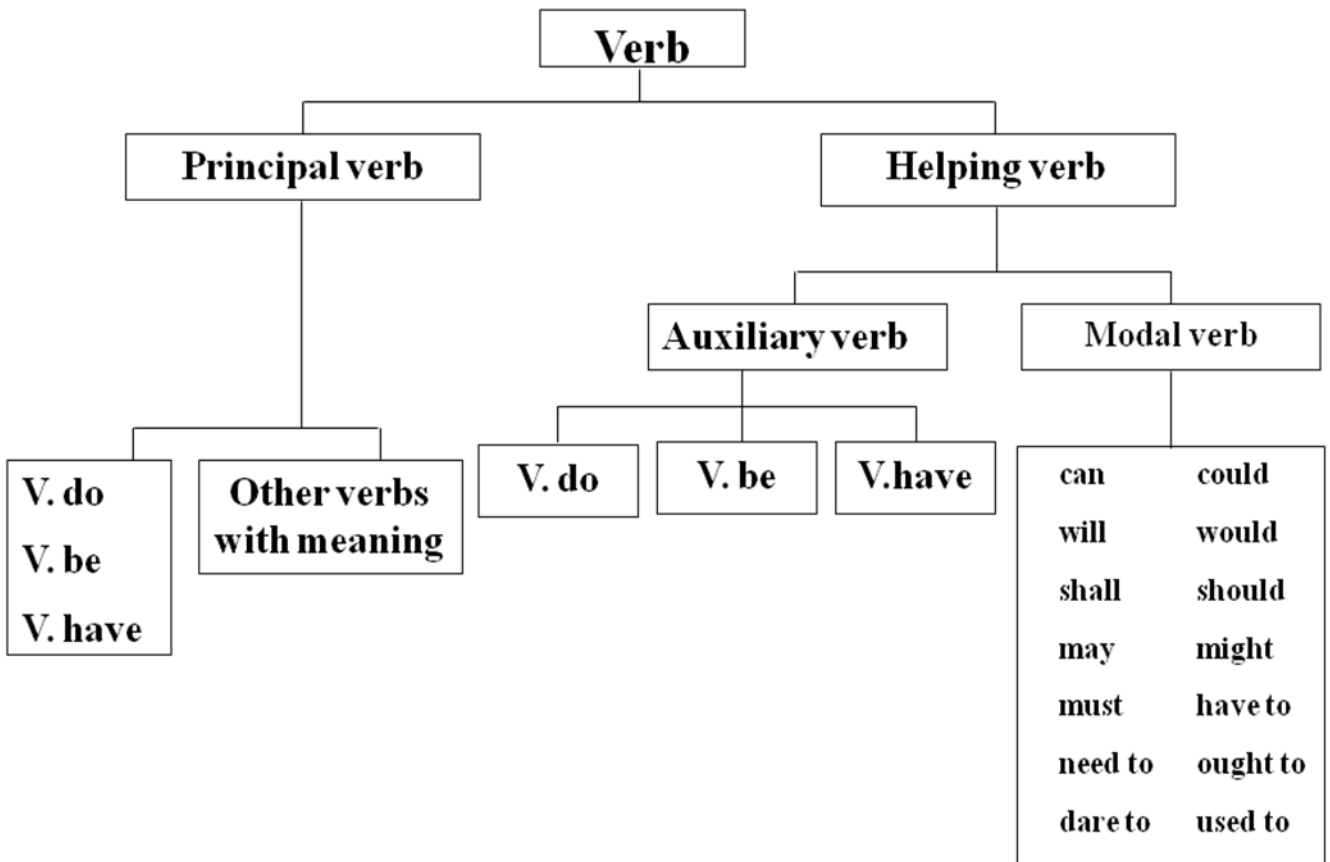 Verb
Principal verb
Helping verb
Auxiliary verb
Modal verb
V. do
V. be
V. have
Other verbs
with meaning
V. do
V. be
V.have
can could
will would
shall should
may might
must have to
need to ought to
dare to used to